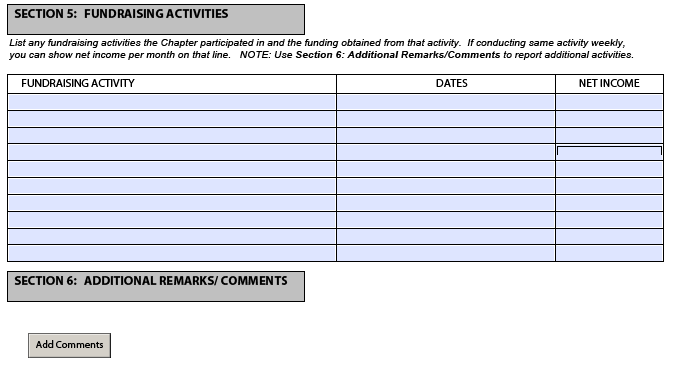 SECTION 5: FUNDRAISING ACTIVITIES
List any fundraising activities the Chapter participated in and the funding obtained from that activity. If conducting same activity weekly,
you can show net income per month on that line. NOTE: Use Section 6: Additional Remarks/Comments to report additional activities.
FUNDRAISING ACTIVITY DATES NET INCOME
SECTION 6: ADDITIONAL REMARKS/ COMMENTS
Add Comments